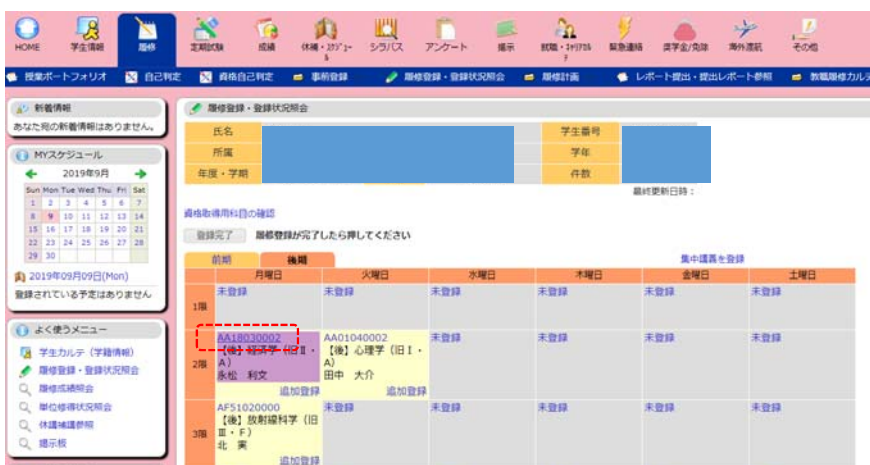 HOME
学生情報
履修
定期試験
成績
休補・スケジュール
シラバス
アンケート
掲示
就職・キャリアカルテ
緊急連絡
奨学金/免除
海外渡航
その他
授業ポートフォリオ
自己判定
資格自己判定
事前登録
履修登録・登録状況照会
履修計画
レポート提出・提出レポート参照
教職履修カルテ
新着情報
あなた宛の新着情報はありません。
MYスケジュール
2019年9月
Sun Mon Tue Wed Thu Fri Sat
1 2 3 4 5 6 7
8 9 10 11 12 13 14
15 16 17 18 19 20 21
22 23 24 25 26 27 28
29 30
2019年09月09日(Mon)
登録されている予定はありません
よく使うメニュー
学生カルテ（学籍情報）
履修登録・登録状況照会
履修成績照会
単位修得状況照会
休講補講参照
掲示板
履修登録・登録状況照会
氏名
学生番号
所属
学年
年度・学期
件数
最終更新日時：
資格取得用科目の確認
登録完了 履修登録が完了したら押してください
前期 後期 集中講義を登録
月曜日 火曜日 水曜日 木曜日 金曜日 土曜日
1限
未登録 未登録 未登録 未登録 未登録 未登録
2限
AA18030002
【後】経済学（旧Ⅱ・
A）
永松 利文
追加登録
AA01040002
【後】心理学（旧Ⅰ・
A）
田中 大介
追加登録
未登録 未登録 未登録 未登録
3限
AF51020000
【後】放射線科学（旧
Ⅲ・F）
北 実
追加登録
未登録 未登録 未登録 未登録 未登録